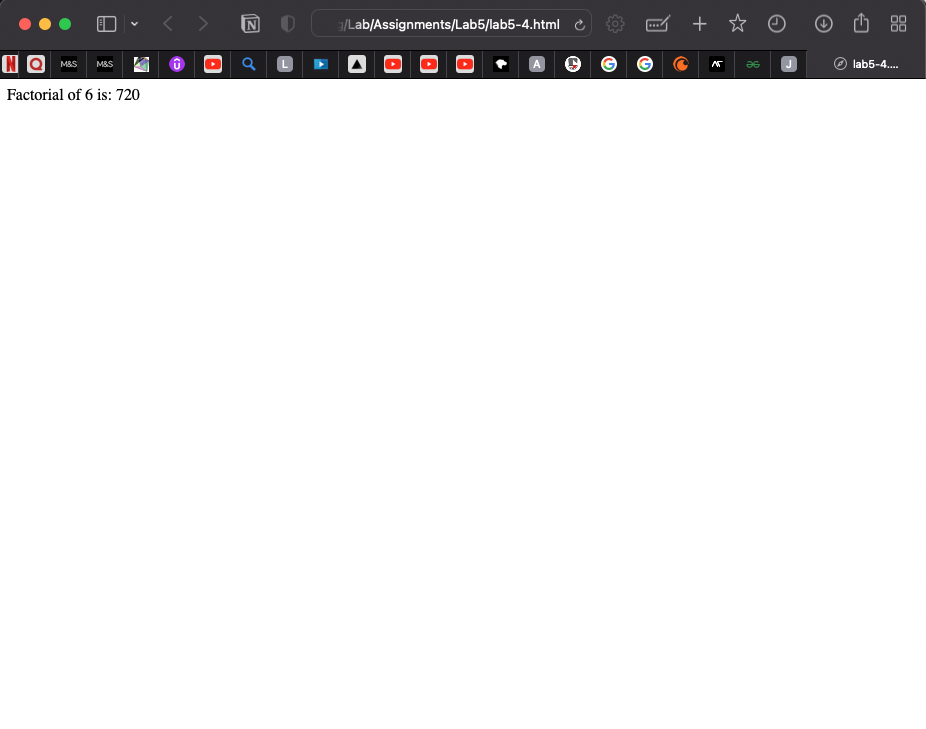 :/Lab/Assignments/Lab5/lab5-4.html
M&S M&S L A J lab5-4....
Factorial of 6 is: 720